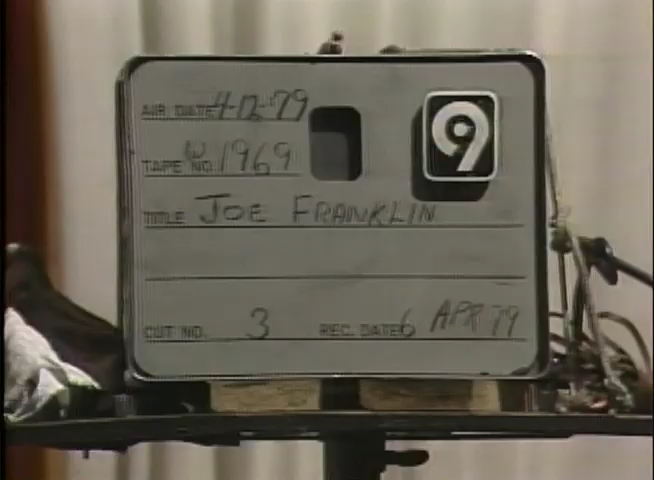 AIR DATE 4-12-79
9
TAPE NO. W1969
TITLE JOE FRANKLIN
CUT NO. 3 REC. DATE 6 APR 79